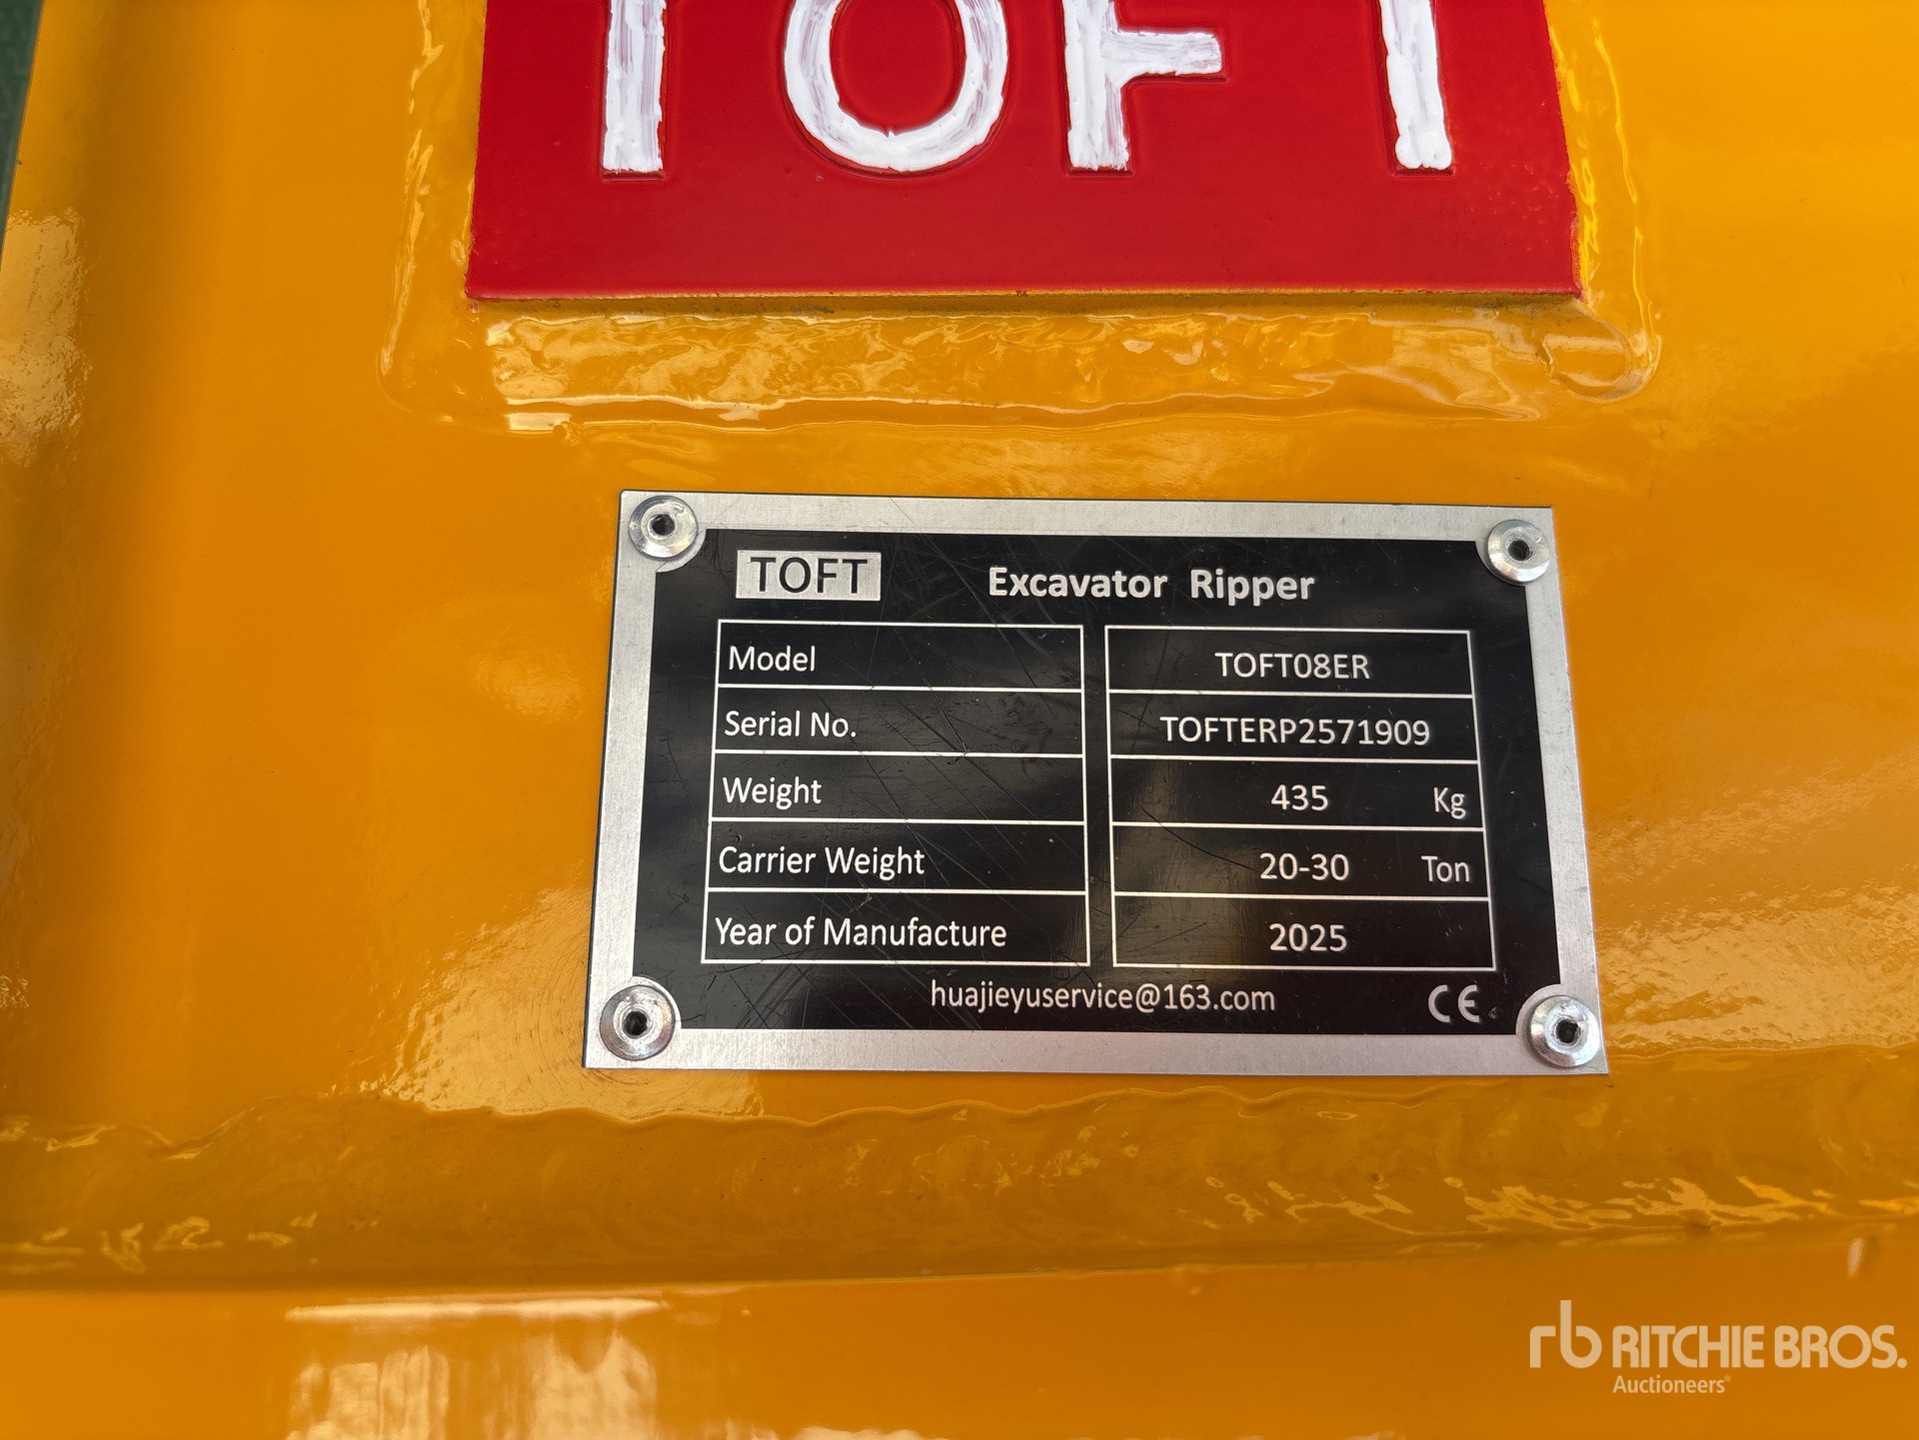 TOFT
TOFT Excavator Ripper
Model TOFT08ER
Serial No. TOFTERP2571909
Weight 435 Kg
Carrier Weight 20-30 Ton
Year of Manufacture 2025
huajieyuservice@163.com CE
rb RITCHIE BROS.
Auctioneers